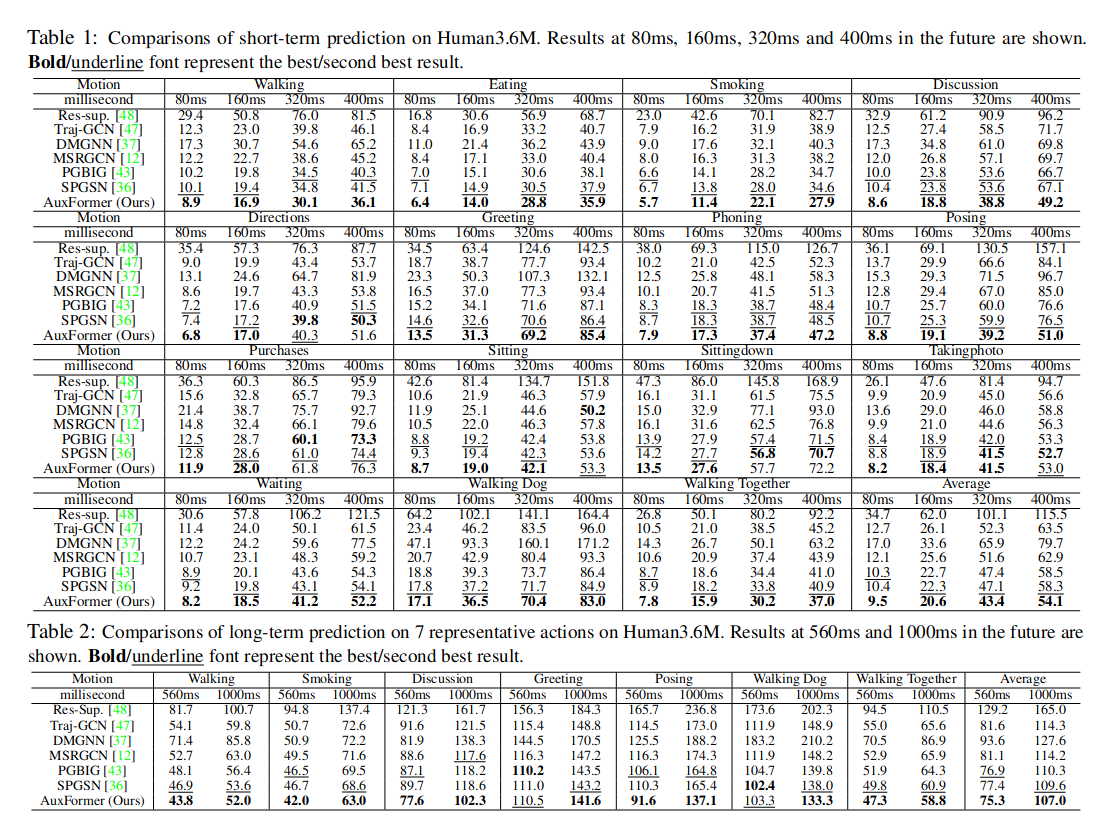 Table 1: Comparisons of short-term prediction on Human3.6M. Results at 80ms, 160ms, 320ms and 400ms in the future are shown.
Bold/underline font represent the best/second best result.
Motion Walking Eating Smoking Discussion
millisecond 80ms 160ms 320ms 400ms 80ms 160ms 320ms 400ms 80ms 160ms 320ms 400ms 80ms 160ms 320ms 400ms
Res-sup. [48] 29.4 50.8 76.0 81.5 16.8 30.6 56.9 68.7 23.0 42.6 70.1 82.7 32.9 61.2 90.9 96.2
Traj-GCN [47] 12.3 23.0 39.8 46.1 8.4 16.9 33.2 40.7 7.9 16.2 31.9 38.9 12.5 27.4 58.5 71.7
DMGNN [37] 17.3 30.7 54.6 65.2 11.0 21.4 36.2 43.9 9.0 17.6 32.1 40.3 17.3 34.8 61.0 69.8
MSRGCN [12] 12.2 22.7 38.6 45.2 8.4 17.1 33.0 40.4 8.0 16.3 31.3 38.2 12.0 26.8 57.1 69.7
PGBIG [43] 10.2 19.8 34.5 40.3 7.0 15.1 30.6 38.1 6.6 14.1 28.2 34.7 10.0 23.8 53.6 66.7
SPGSN [36] 10.1 19.4 34.8 41.5 7.1 14.9 30.5 37.9 6.7 13.8 28.0 34.6 10.4 23.8 53.6 67.1
AuxFormer (Ours) 8.9 16.9 30.1 36.1 6.4 14.0 28.8 35.9 5.7 11.4 22.1 27.9 8.6 18.8 38.8 49.2
Motion Directions Greeting Phoning Posing
millisecond 80ms 160ms 320ms 400ms 80ms 160ms 320ms 400ms 80ms 160ms 320ms 400ms 80ms 160ms 320ms 400ms
Res-sup. [48] 35.4 57.3 76.3 87.7 34.5 63.4 124.6 142.5 38.0 69.3 115.0 126.7 36.1 69.1 130.5 157.1
Traj-GCN [47] 9.0 19.9 43.4 53.7 18.7 38.7 77.7 93.4 10.2 21.0 42.5 52.3 13.7 29.9 66.6 84.1
DMGNN [37] 13.1 24.6 64.7 81.9 23.3 50.3 107.3 132.1 12.5 25.8 48.1 58.3 15.3 29.3 71.5 96.7
MSRGCN [12] 8.6 19.7 43.3 53.8 16.5 37.0 77.3 93.4 10.1 20.7 41.5 51.3 12.8 29.4 67.0 85.0
PGBIG [43] 7.2 17.6 40.9 51.5 15.2 34.1 71.6 87.1 8.3 18.3 38.7 48.4 10.7 25.7 60.0 76.6
SPGSN [36] 7.4 17.2 39.8 50.3 14.6 32.6 70.6 86.4 8.7 18.3 38.7 48.5 10.7 25.3 59.9 76.5
AuxFormer (Ours) 6.8 17.0 40.3 51.6 13.5 31.3 69.2 85.4 7.9 17.3 37.4 47.2 8.8 19.1 39.2 51.0
Motion Purchases Sitting Sittingdown Takingphoto
millisecond 80ms 160ms 320ms 400ms 80ms 160ms 320ms 400ms 80ms 160ms 320ms 400ms 80ms 160ms 320ms 400ms
Res-sup. [48] 36.3 60.3 86.5 95.9 42.6 81.4 134.7 151.8 47.3 86.0 145.8 168.9 26.1 47.6 81.4 94.7
Traj-GCN [47] 15.6 32.8 65.7 79.3 10.6 21.9 46.3 57.9 16.1 31.1 61.5 75.5 9.9 20.9 45.0 56.6
DMGNN [37] 21.4 38.7 75.7 92.7 11.9 25.1 44.6 50.2 15.0 32.9 77.1 93.0 13.6 29.0 46.0 58.8
MSRGCN [12] 14.8 32.4 66.1 79.6 10.5 22.0 46.3 57.8 16.1 31.6 62.5 76.8 9.9 21.0 44.6 56.3
PGBIG [43] 12.5 28.7 60.1 73.3 8.8 19.2 42.4 53.8 13.9 27.9 57.4 71.5 8.4 18.9 42.0 53.3
SPGSN [36] 12.8 28.6 61.0 74.4 9.3 19.4 42.3 53.6 14.2 27.7 56.8 70.7 8.8 18.9 41.5 52.7
AuxFormer (Ours) 11.9 28.0 61.8 76.3 8.7 19.0 42.1 53.3 13.5 27.6 57.7 72.2 8.2 18.4 41.5 53.0
Motion Waiting Walking Dog Walking Together Average
millisecond 80ms 160ms 320ms 400ms 80ms 160ms 320ms 400ms 80ms 160ms 320ms 400ms 80ms 160ms 320ms 400ms
Res-sup. [48] 30.6 57.8 106.2 121.5 64.2 102.1 141.1 164.4 26.8 50.1 80.2 92.2 34.7 62.0 101.1 115.5
Traj-GCN [47] 11.4 24.0 50.1 61.5 23.4 46.2 83.5 96.0 10.5 21.0 38.5 45.2 12.7 26.1 52.3 63.5
DMGNN [37] 12.2 24.2 59.6 77.5 47.1 93.3 160.1 171.2 14.3 26.7 50.1 63.2 17.0 33.6 65.9 79.7
MSRGCN [12] 10.7 23.1 48.3 59.2 20.7 42.9 80.4 93.3 10.6 20.9 37.4 43.9 12.1 25.6 51.6 62.9
PGBIG [43] 8.9 20.1 43.6 54.3 18.8 39.3 73.7 86.4 8.7 18.6 34.4 41.0 10.3 22.7 47.4 58.5
SPGSN [36] 9.2 19.8 43.1 54.1 17.8 37.2 71.7 84.9 8.9 18.2 33.8 40.9 10.4 22.3 47.1 58.3
AuxFormer (Ours) 8.2 18.5 41.2 52.2 17.1 36.5 70.4 83.0 7.8 15.9 30.2 37.0 9.5 20.6 43.4 54.1
Table 2: Comparisons of long-term prediction on 7 representative actions on Human3.6M. Results at 560ms and 1000ms in the future are
shown. Bold/underline font represent the best/second best result.
Motion Walking Smoking Discussion Greeting Posing Walking Dog Walking Together Average
millisecond 560ms 1000ms 560ms 1000ms 560ms 1000ms 560ms 1000ms 560ms 1000ms 560ms 1000ms 560ms 1000ms 560ms 1000ms
Res-Sup. [48] 81.7 100.7 94.8 137.4 121.3 161.7 156.3 184.3 165.7 236.8 173.6 202.3 94.5 110.5 129.2 165.0
Traj-GCN [47] 54.1 59.8 50.7 72.6 91.6 121.5 115.4 148.8 114.5 173.0 111.9 148.9 55.0 65.6 81.6 114.3
DMGNN [37] 71.4 85.8 50.9 72.2 81.9 138.3 144.5 170.5 125.5 188.2 183.2 210.2 70.5 86.9 93.6 127.6
MSRGCN [12] 52.7 63.0 49.5 71.6 88.6 117.6 116.3 147.2 116.3 174.3 111.9 148.2 52.9 65.9 81.1 114.2
PGBIG [43] 48.1 56.4 46.5 69.5 87.1 118.2 110.2 143.5 106.1 164.8 104.7 139.8 51.9 64.3 76.9 110.3
SPGSN [36] 46.9 53.6 46.7 68.6 89.7 118.6 111.0 143.2 110.3 165.4 102.4 138.0 49.8 60.9 77.4 109.6
AuxFormer (Ours) 43.8 52.0 42.0 63.0 77.6 102.3 110.5 141.6 91.6 137.1 103.3 133.3 47.3 58.8 75.3 107.0